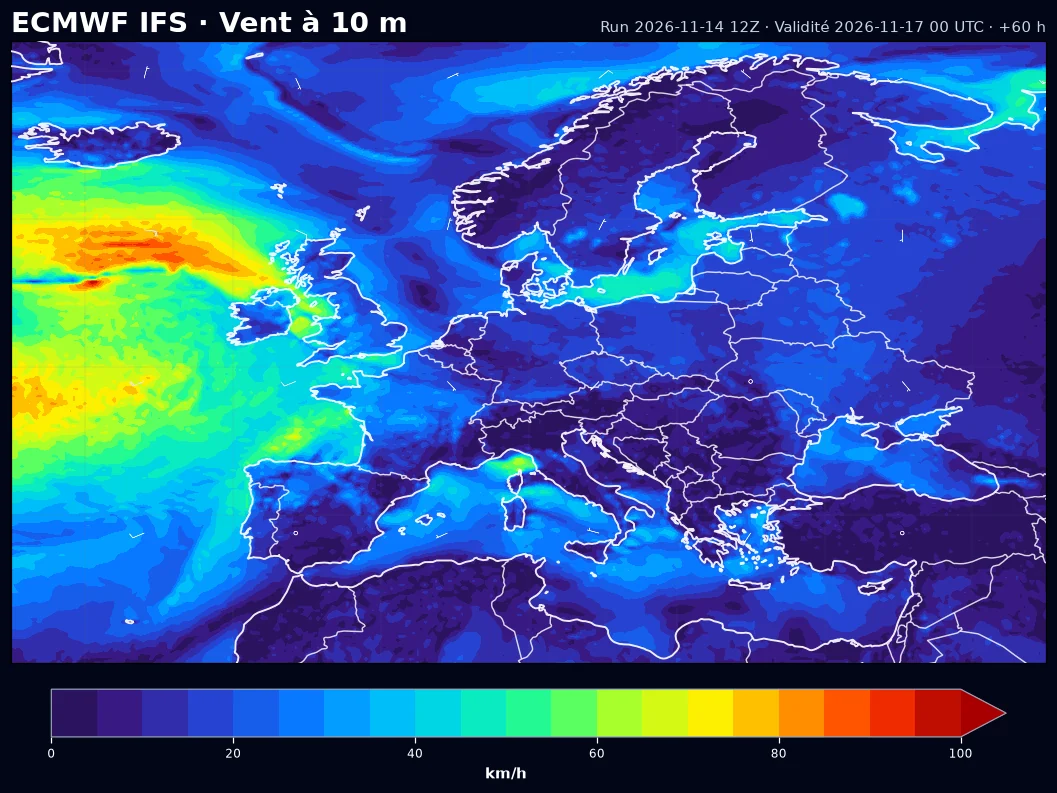 ECMWF IFS · Vent à 10 m
Run 2026-11-14 12Z · Validité 2026-11-17 00 UTC · +60 h
0 20 40 60 80 100
km/h